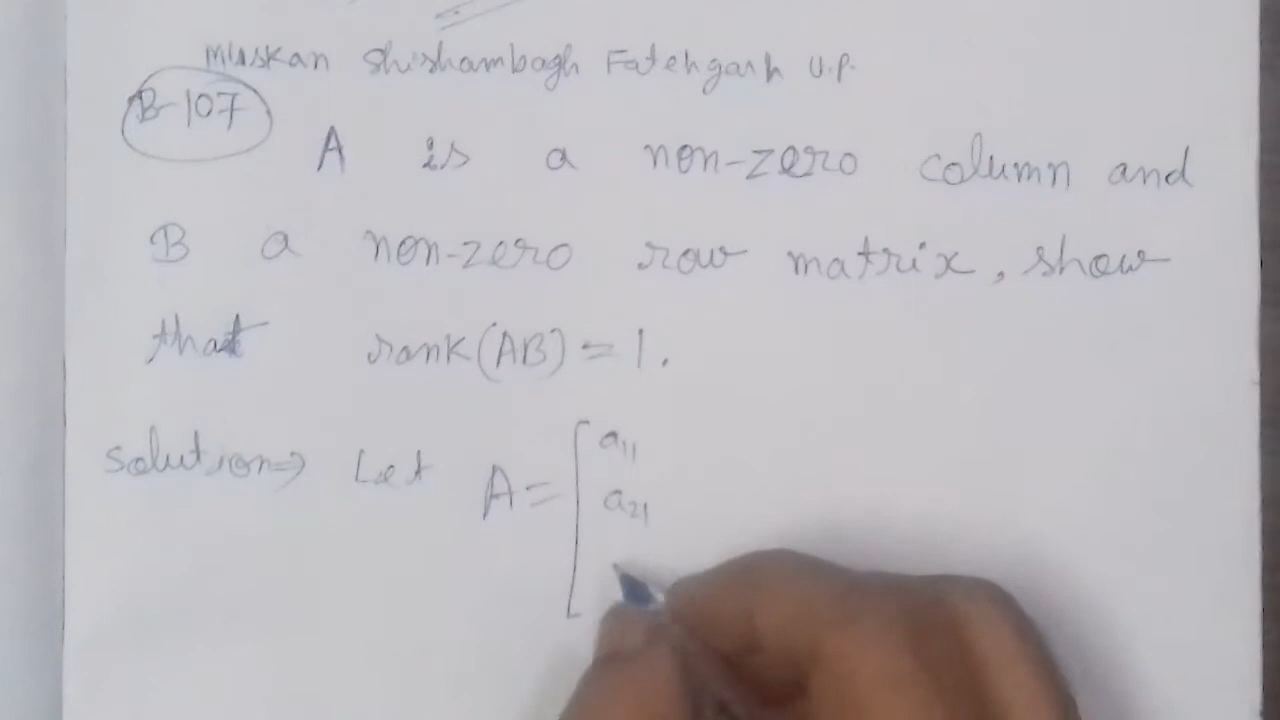 Muskan Shishambagh Fatehgarh U.P.
B-107
A is a non-zero column and
B a non-zero row matrix, show
that rank(AB) = 1.
Solution⇒ Let A = [ a₁₁
a₂₁